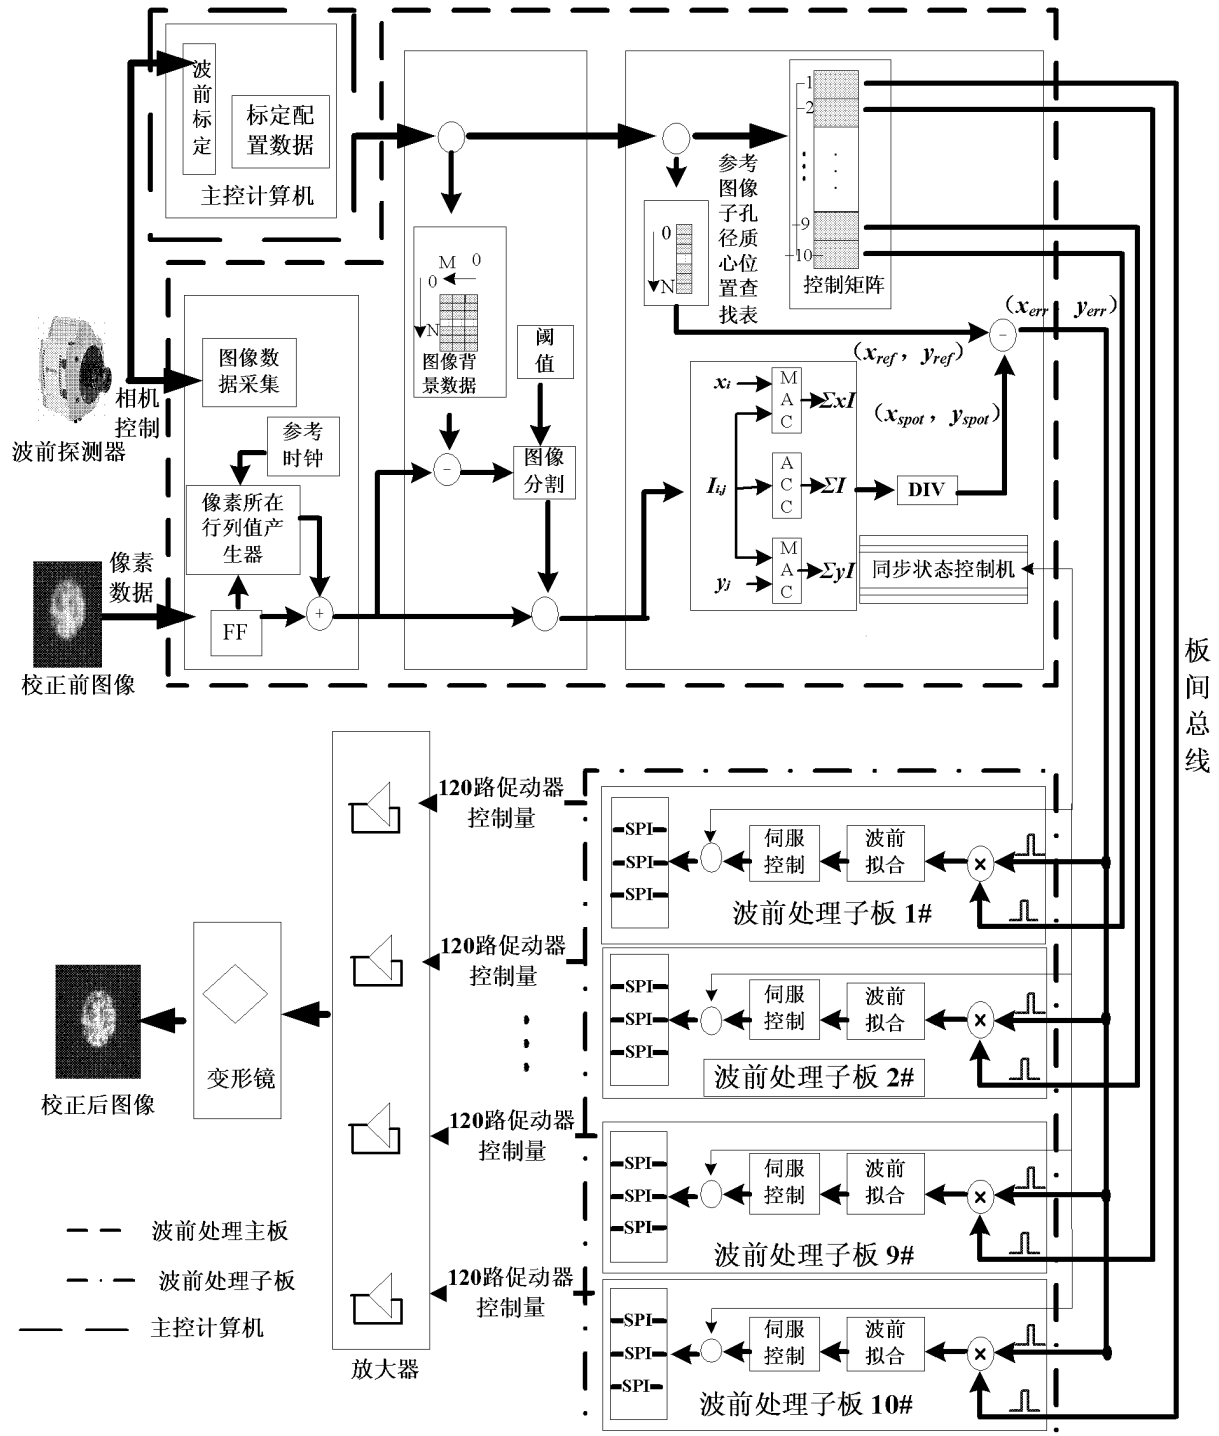 波
前
标
定
标定配
置数据
主控计算机
1
2
9
10
控制矩阵
参考
图像
子孔
径质
心位
置查
找表
0
N
M
0
0
N
图像背
景数据
阈
值
(xerr, yerr)
-
(xref, yref)
(xspot, yspot)
图像数
据采集
相机
控制
波前探测器
参考
时钟
像素所在
行列值产
生器
-
图像
分割
xi
M
A
C
ΣxI
Ii,j
A
C
C
ΣI
DIV
yj
M
A
C
ΣyI
同步状态控制机
像素
数据
FF
+
校正前图像
板
间
总
线
120路促动器
控制量
SPI
SPI
SPI
伺服
控制
波前
拟合
×
波前处理子板 1#
120路促动器
控制量
SPI
SPI
SPI
伺服
控制
波前
拟合
×
波前处理子板 2#
变形镜
校正后图像
120路促动器
控制量
SPI
SPI
SPI
伺服
控制
波前
拟合
×
波前处理子板 9#
120路促动器
控制量
SPI
SPI
SPI
伺服
控制
波前
拟合
×
波前处理子板 10#
放大器
波前处理主板
波前处理子板
主控计算机